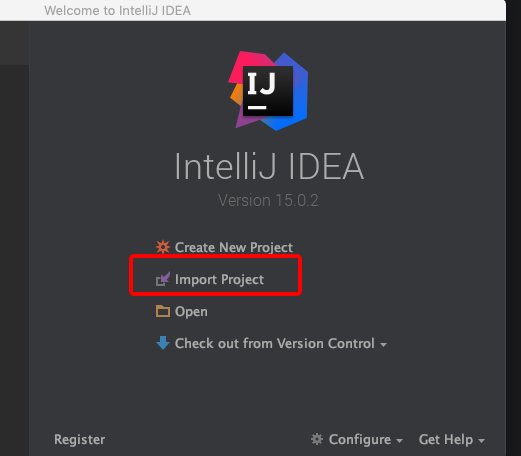 Welcome to IntelliJ IDEA
IJ
IntelliJ IDEA
Version 15.0.2
Create New Project
Import Project
Open
Check out from Version Control
Register
Configure
Get Help